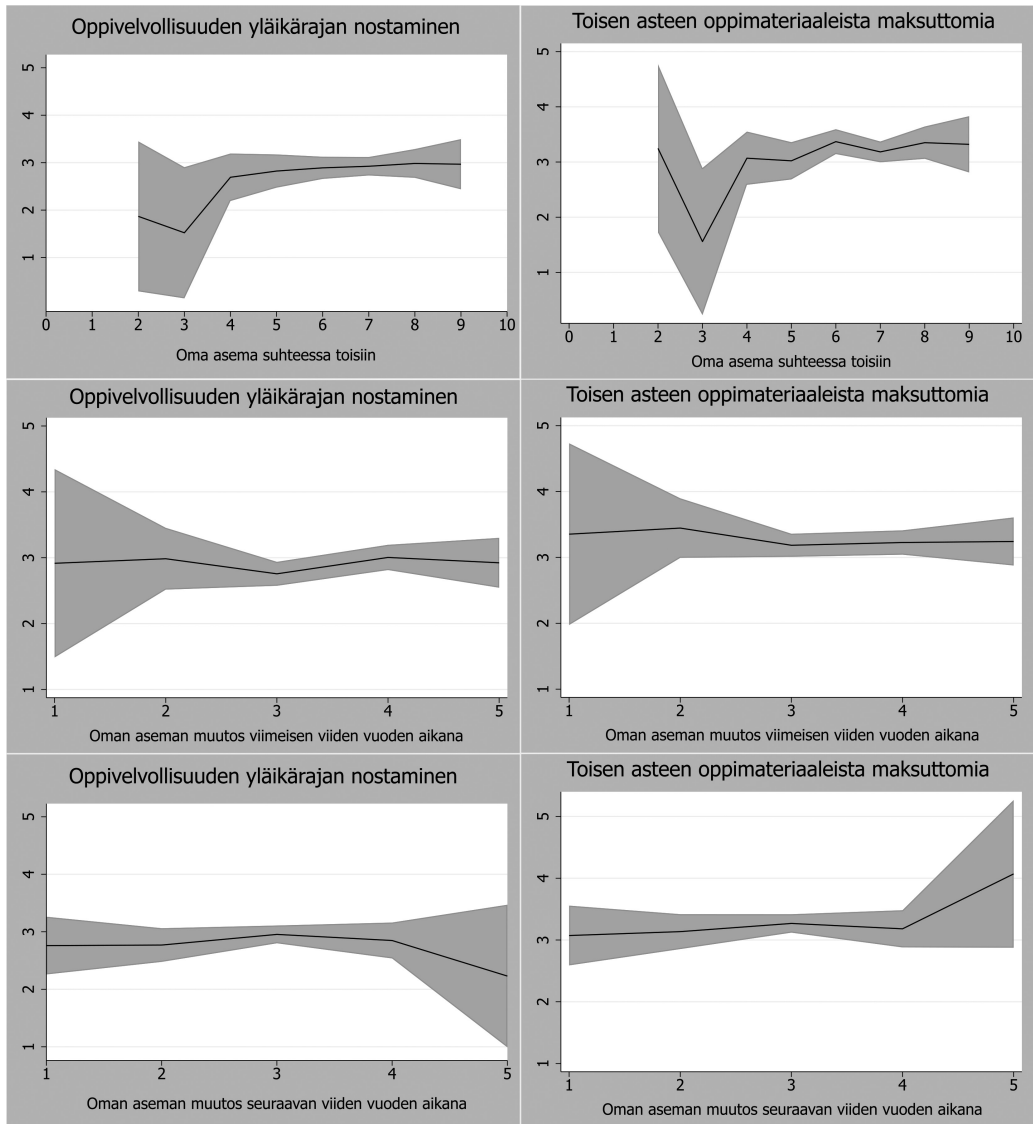 Oppivelvollisuuden yläikärajan nostaminen
5
4
3
2
1
0 1 2 3 4 5 6 7 8 9 10
Oma asema suhteessa toisiin
Toisen asteen oppimateriaaleista maksuttomia
5
4
3
2
1
0 1 2 3 4 5 6 7 8 9 10
Oma asema suhteessa toisiin
Oppivelvollisuuden yläikärajan nostaminen
5
4
3
2
1
1 2 3 4 5
Oman aseman muutos viimeisen viiden vuoden aikana
Toisen asteen oppimateriaaleista maksuttomia
5
4
3
2
1
1 2 3 4 5
Oman aseman muutos viimeisen viiden vuoden aikana
Oppivelvollisuuden yläikärajan nostaminen
5
4
3
2
1
1 2 3 4 5
Oman aseman muutos seuraavan viiden vuoden aikana
Toisen asteen oppimateriaaleista maksuttomia
5
4
3
2
1
1 2 3 4 5
Oman aseman muutos seuraavan viiden vuoden aikana